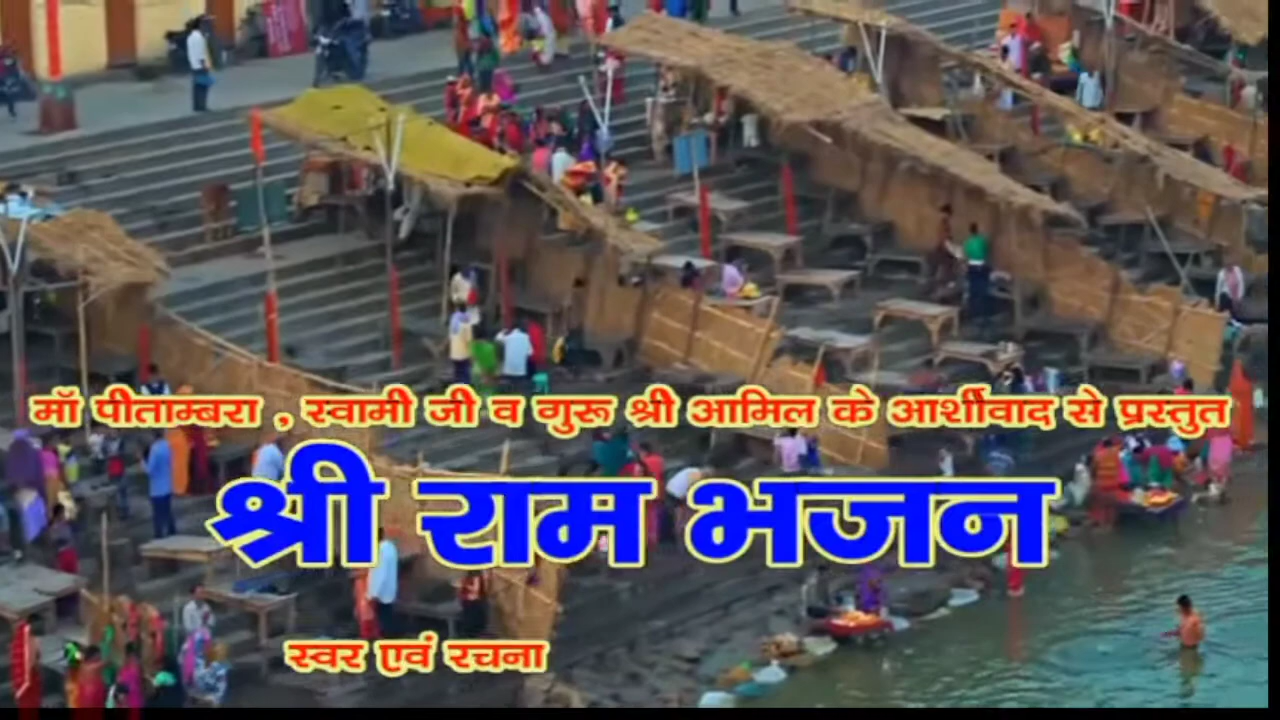 माँ पीताम्बरा , स्वामी जी व गुरू श्री आमिल के आर्शीवाद से प्रस्तुत
श्री राम भजन
स्वर एवं रचना